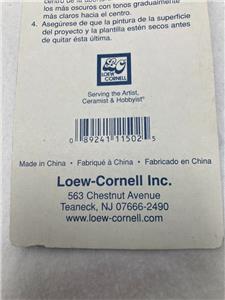 los más oscuros con tonos gradualmente
más claros hacia el centro.
4. Asegúrese de que la pintura de la superficie
del proyecto y la plantilla estén secos antes
de quitar ésta última.
LOEW
CORNELL
Serving the Artist,
Ceramist & Hobbyist®
0 89241 11502 5
Made in China • Fabriqué à China • Fabricado en China
Loew-Cornell Inc.
563 Chestnut Avenue
Teaneck, NJ 07666-2490
www.loew-cornell.com